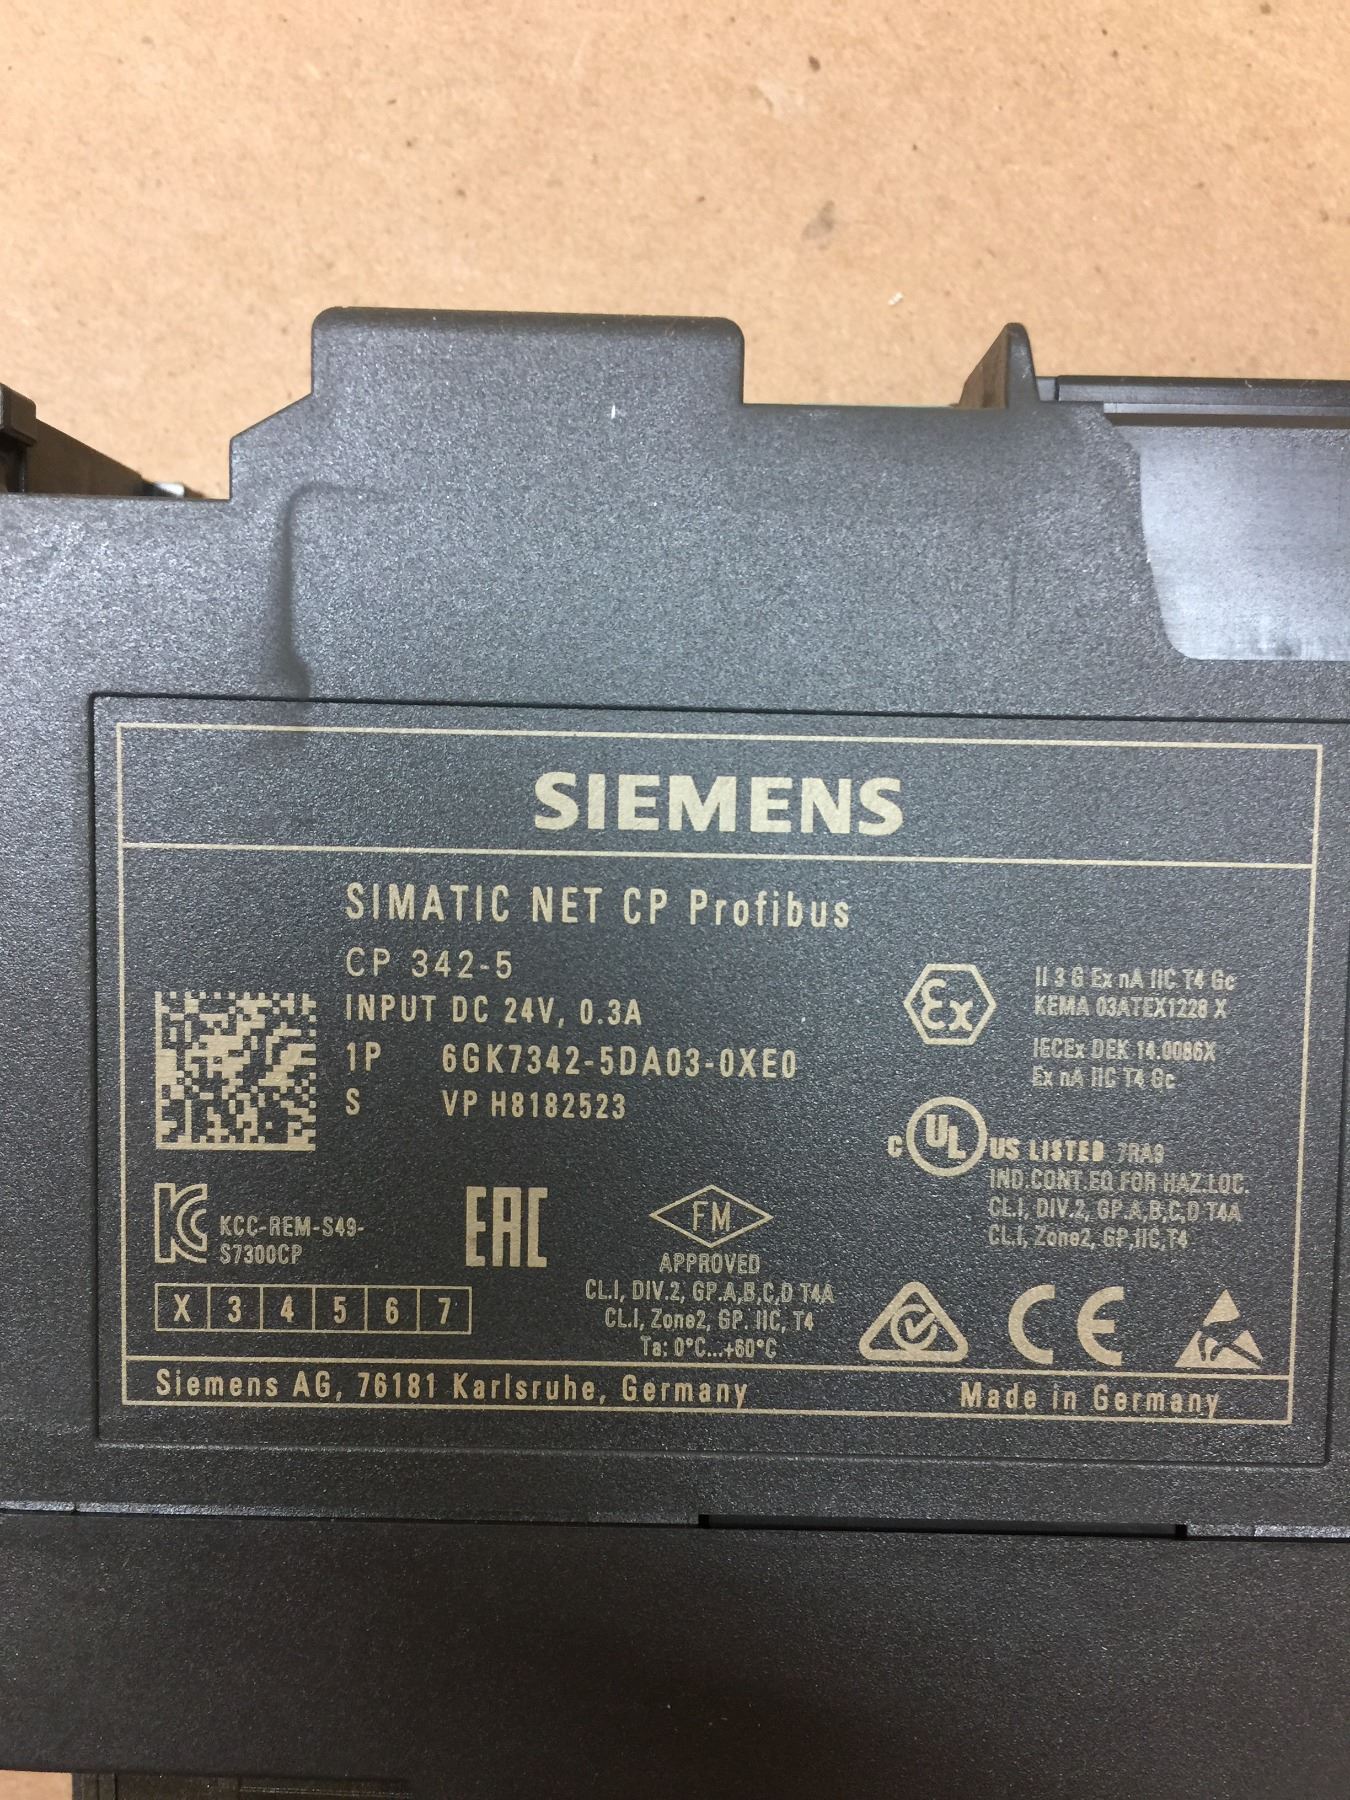 SIEMENS
SIMATIC NET CP Profibus
CP 342-5
INPUT DC 24V, 0.3A
1P 6GK7342-5DA03-0XE0
S VP H8182523
Ex
II 3 G Ex nA IIC T4 Gc
KEMA 03ATEX1228 X
IECEx DEK 14.0086X
Ex nA IIC T4 Gc
C UL US LISTED 7RA9
IND.CONT.EQ FOR HAZ.LOC.
CL.I, DIV.2, GP.A,B,C,D T4A
CL.I, Zone2, GP.IIC,T4
KCC-REM-S49-
S7300CP
EAC
FM
APPROVED
CL.I, DIV.2, GP.A,B,C,D T4A
CL.I, Zone2, GP. IIC, T4
Ta: 0°C...+60°C
X 3 4 5 6 7
CE
Siemens AG, 76181 Karlsruhe, Germany
Made in Germany